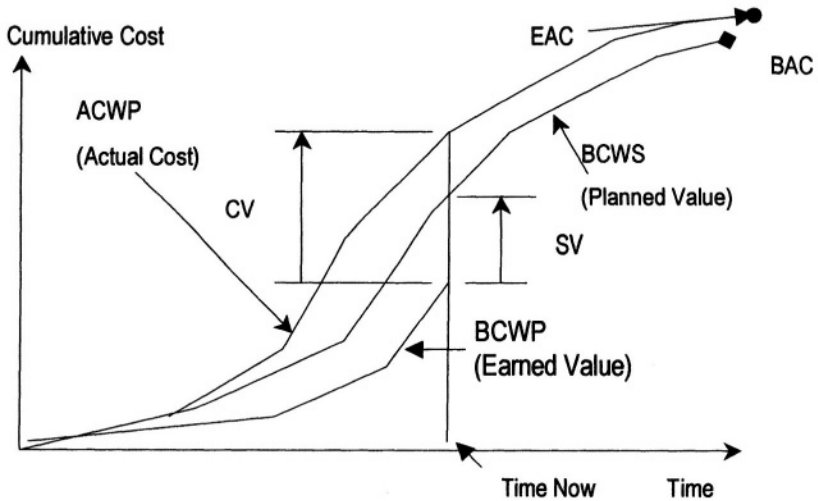 Cumulative Cost
EAC
BAC
ACWP
(Actual Cost)
BCWS
(Planned Value)
CV
SV
BCWP
(Earned Value)
Time Now
Time